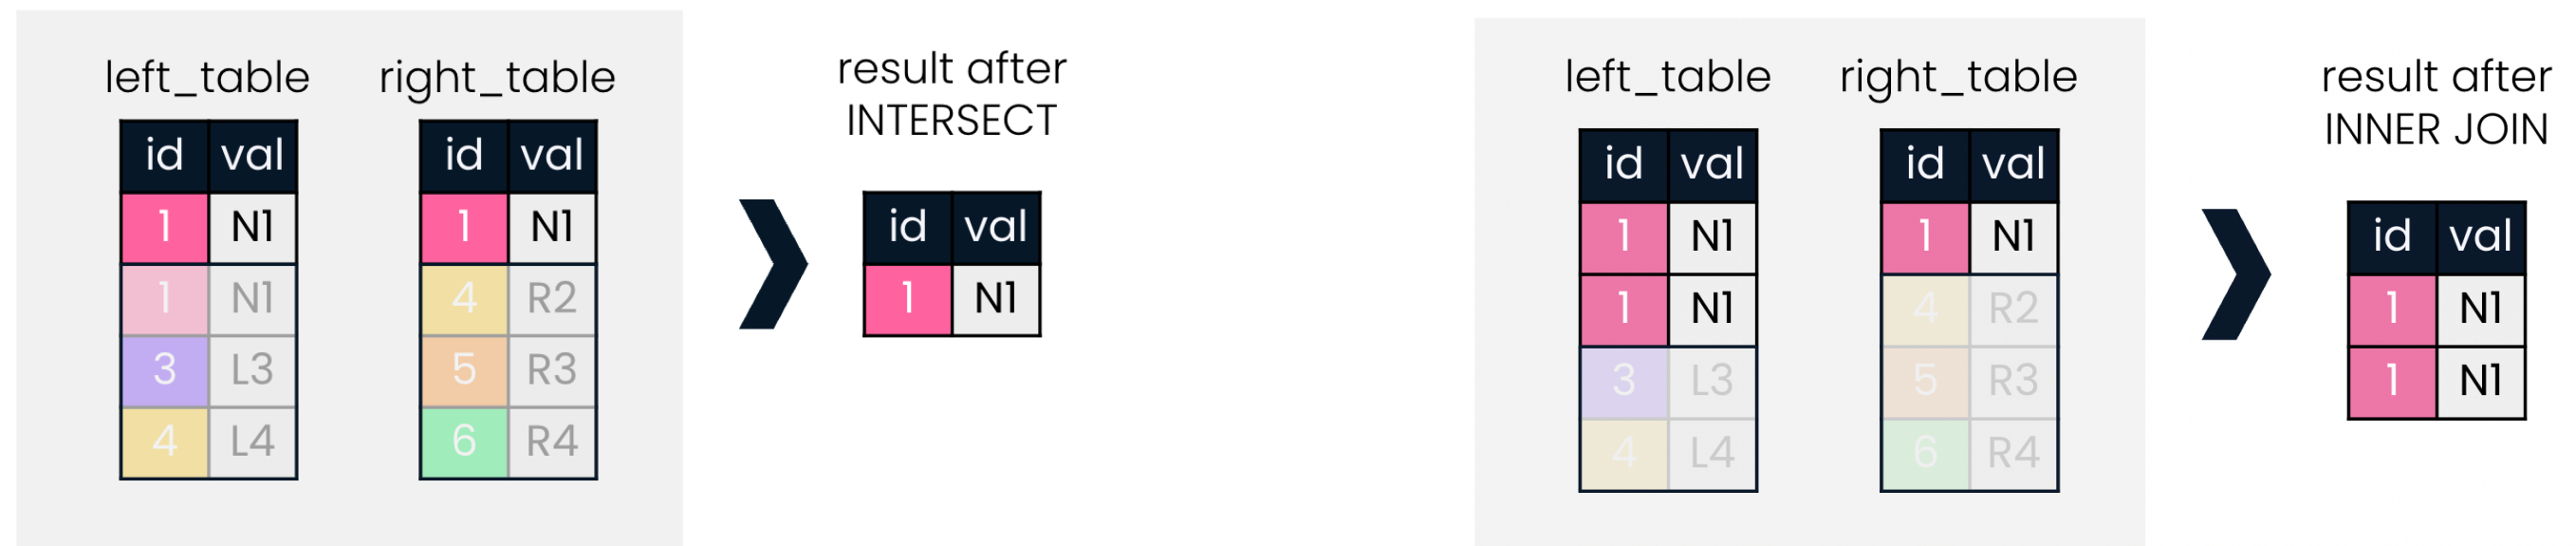 left_table right_table
id val id val
1 N1 1 N1
1 N1 4 R2
3 L3 5 R3
4 L4 6 R4
result after
INTERSECT
id val
1 N1
left_table right_table
id val id val
1 N1 1 N1
1 N1 4 R2
3 L3 5 R3
4 L4 6 R4
result after
INNER JOIN
id val
1 N1
1 N1